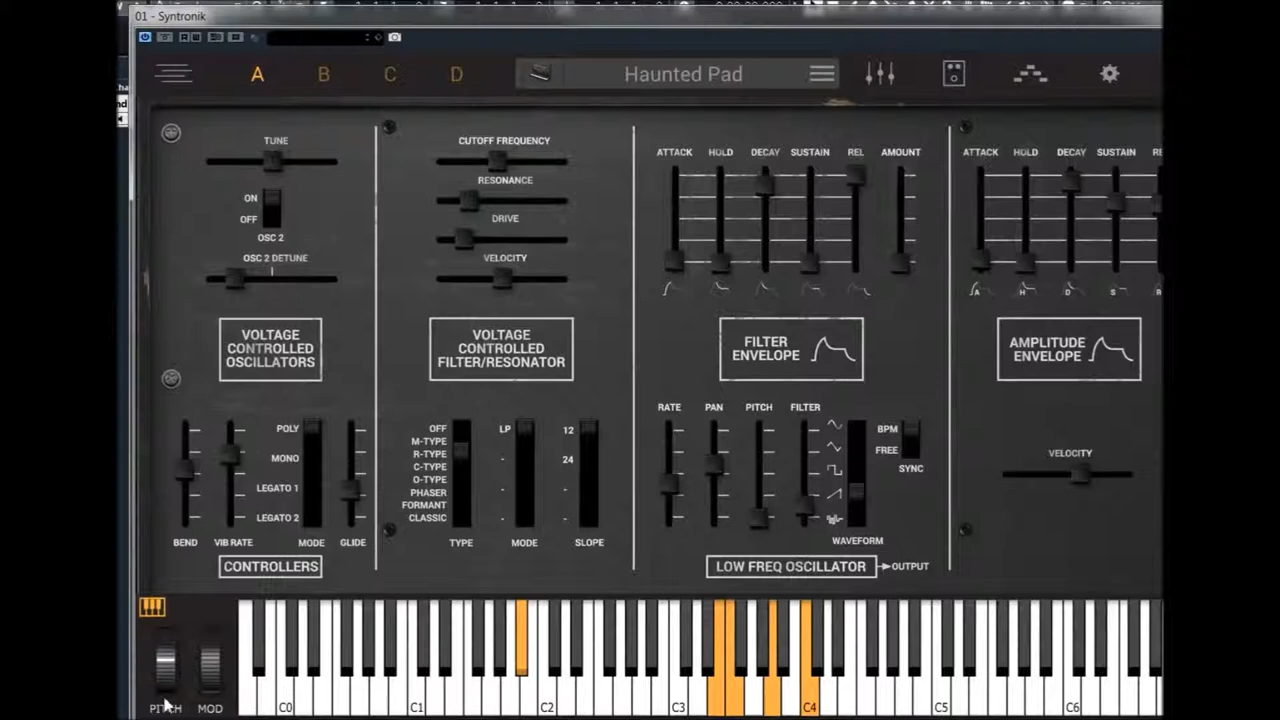 01 - Syntronik
A B C D Haunted Pad
TUNE
ON
OFF
OSC 2
OSC 2 DETUNE
VOLTAGE
CONTROLLED
OSCILLATORS
CUTOFF FREQUENCY
RESONANCE
DRIVE
VELOCITY
VOLTAGE
CONTROLLED
FILTER/RESONATOR
ATTACK HOLD DECAY SUSTAIN REL AMOUNT
FILTER
ENVELOPE
ATTACK HOLD DECAY SUSTAIN RE
A H D S R
AMPLITUDE
ENVELOPE
POLY
MONO
LEGATO 1
LEGATO 2
BEND VIB RATE MODE GLIDE
CONTROLLERS
OFF
M-TYPE
R-TYPE
C-TYPE
O-TYPE
PHASER
FORMANT
CLASSIC
TYPE
LP
MODE
12
24
SLOPE
RATE PAN PITCH FILTER
BPM
FREE
SYNC
WAVEFORM
LOW FREQ OSCILLATOR OUTPUT
VELOCITY
PITCH MOD
C0 C1 C2 C3 C4 C5 C6